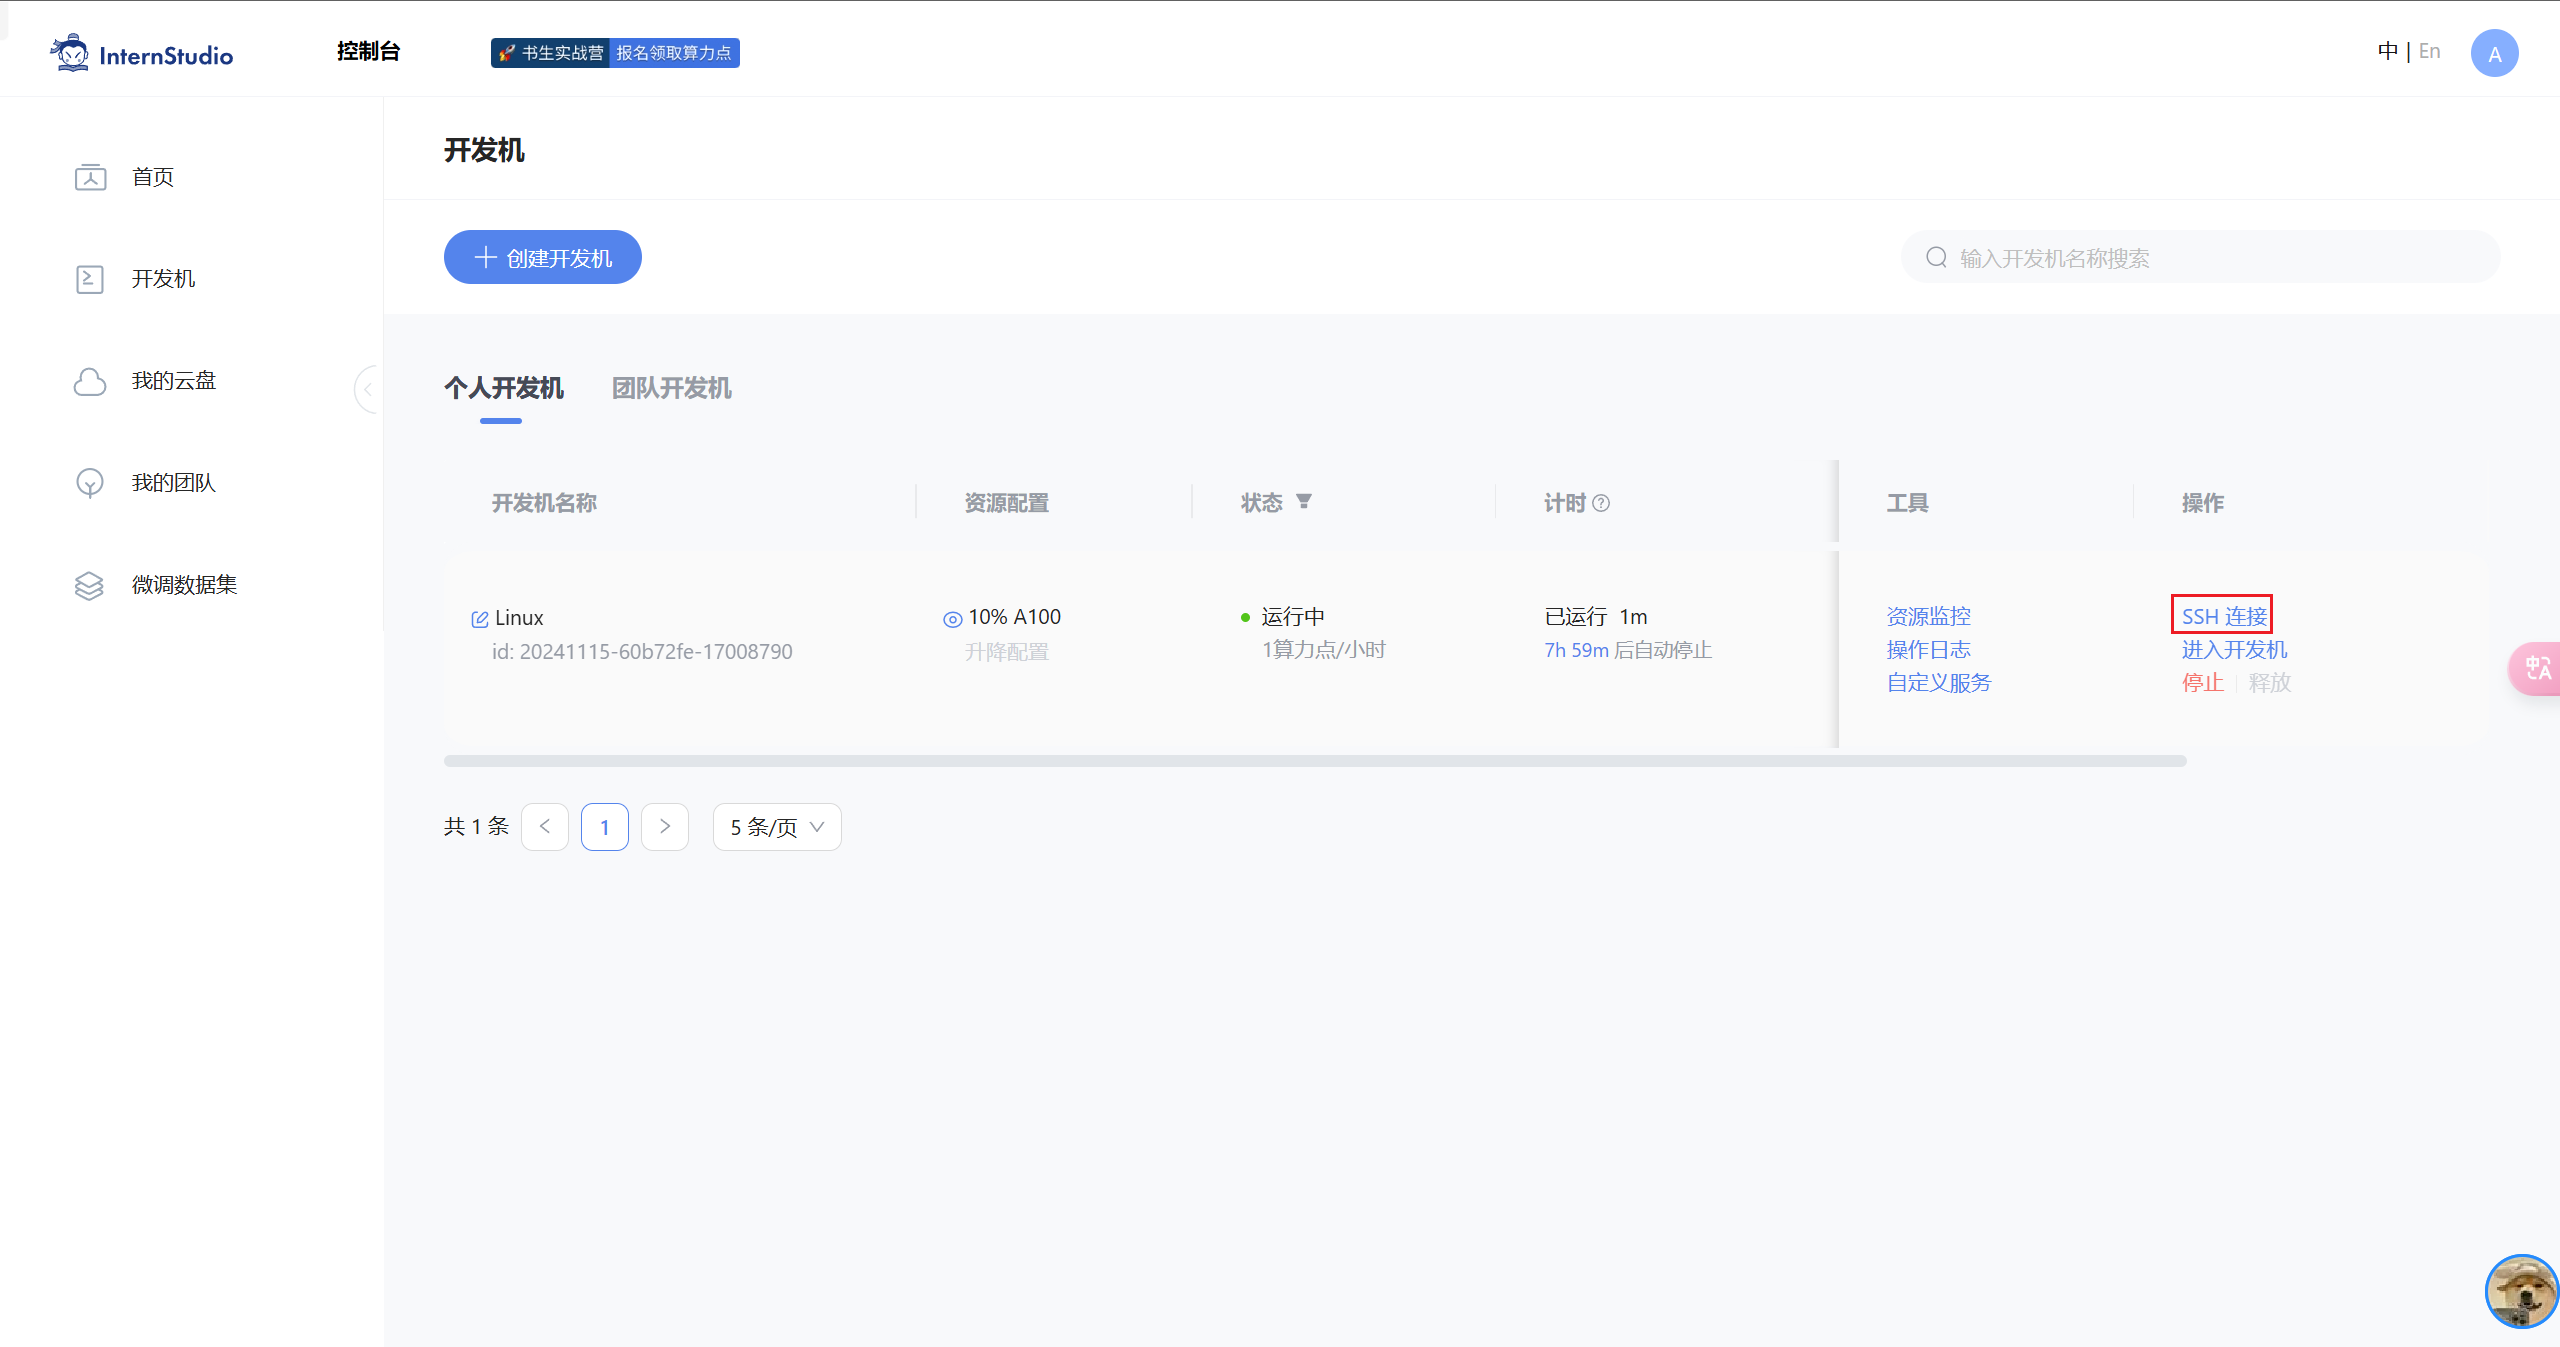 InternStudio
控制台
书生实战营 报名领取算力点
中 | En
A
首页
开发机
我的云盘
我的团队
微调数据集
开发机
创建开发机
输入开发机名称搜索
个人开发机 团队开发机
开发机名称 资源配置 状态 计时 工具 操作
Linux 10% A100 运行中 已运行 1m 资源监控 SSH 连接
id: 20241115-60b72fe-17008790 升降配置 1算力点/小时 7h 59m 后自动停止 操作日志 进入开发机
自定义服务 停止 释放
共 1 条 1 5 条/页
中A